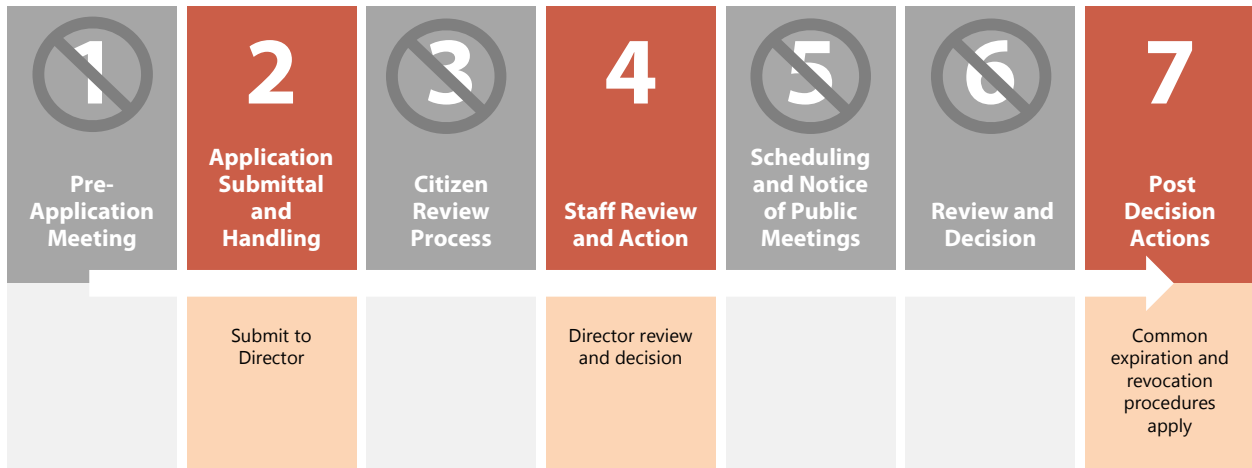 1
Pre-
Application
Meeting
2
Application
Submittal
and
Handling
Submit to
Director
3
Citizen
Review
Process
4
Staff Review
and Action
Director review
and decision
5
Scheduling
and Notice
of Public
Meetings
6
Review and
Decision
7
Post
Decision
Actions
Common
expiration and
revocation
procedures
apply